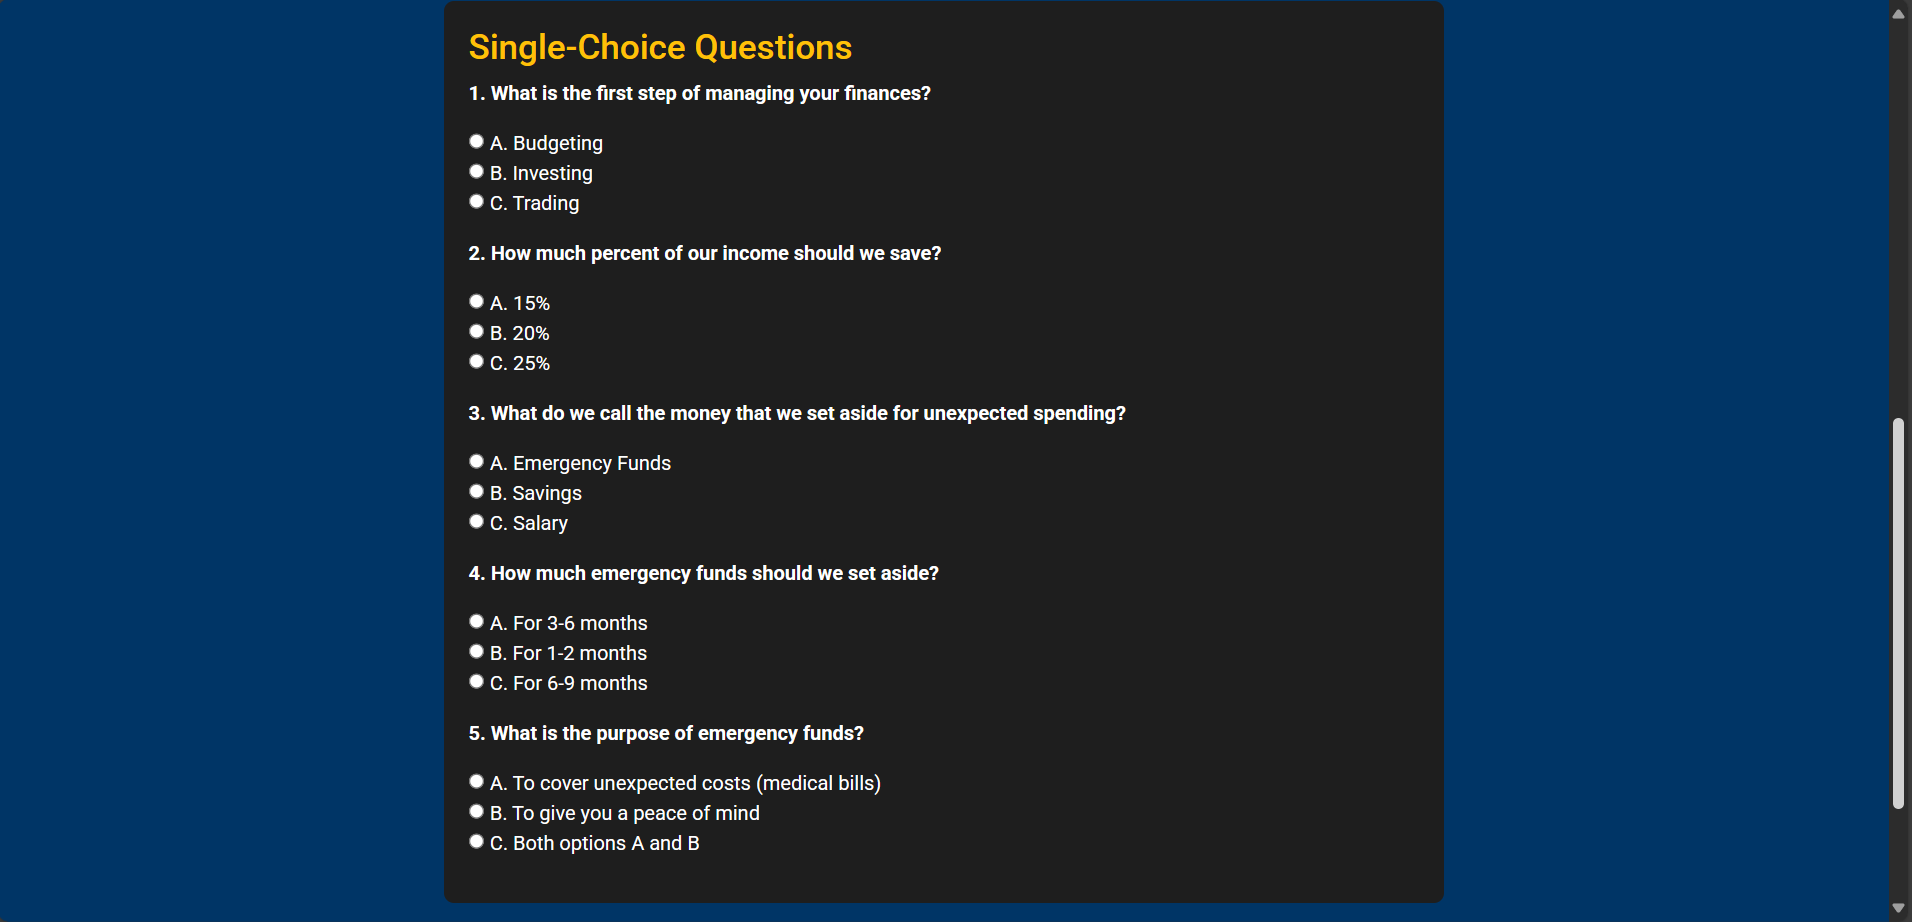 Single-Choice Questions
1. What is the first step of managing your finances?
A. Budgeting
B. Investing
C. Trading
2. How much percent of our income should we save?
A. 15%
B. 20%
C. 25%
3. What do we call the money that we set aside for unexpected spending?
A. Emergency Funds
B. Savings
C. Salary
4. How much emergency funds should we set aside?
A. For 3-6 months
B. For 1-2 months
C. For 6-9 months
5. What is the purpose of emergency funds?
A. To cover unexpected costs (medical bills)
B. To give you a peace of mind
C. Both options A and B